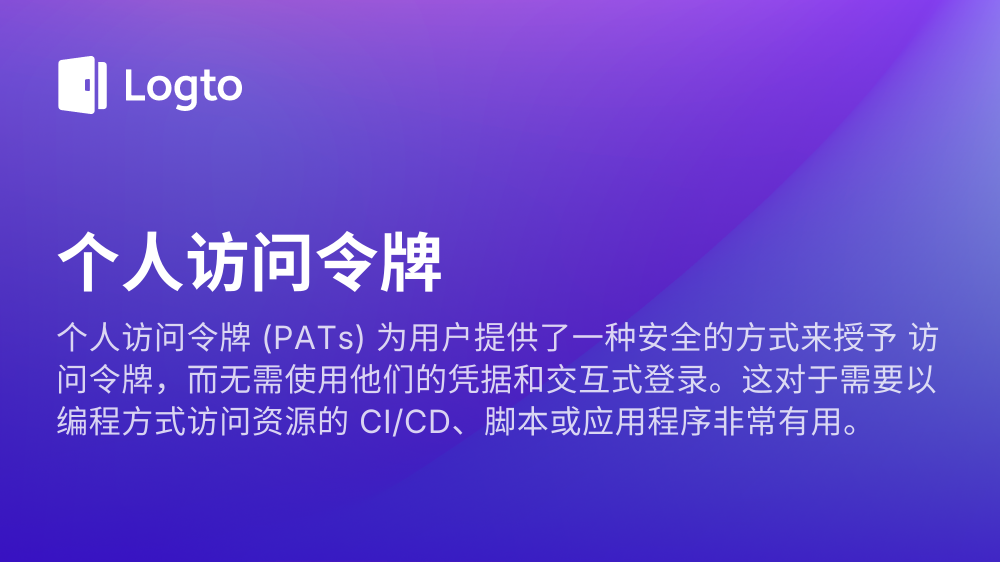 Logto
个人访问令牌
个人访问令牌 (PATs) 为用户提供了一种安全的方式来授予 访
问令牌，而无需使用他们的凭据和交互式登录。这对于需要以
编程方式访问资源的 CI/CD、脚本或应用程序非常有用。